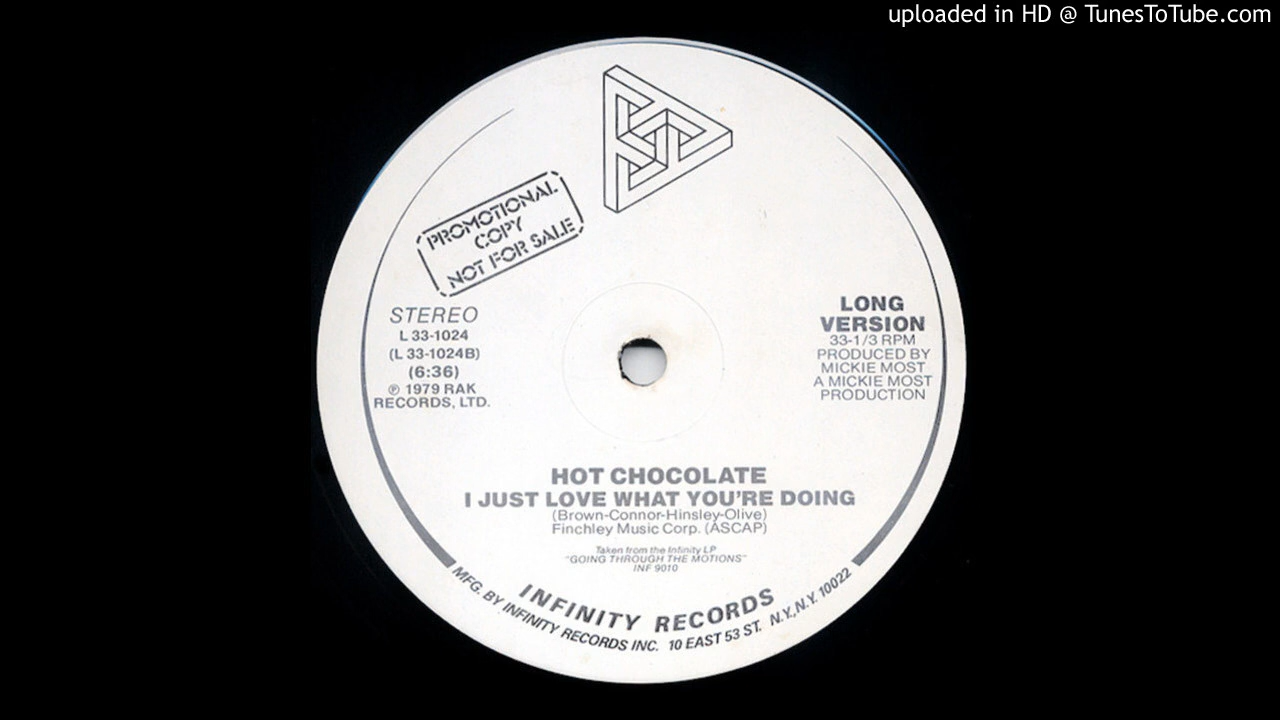 uploaded in HD @ TunesToTube.com
PROMOTIONAL
COPY
NOT FOR SALE
STEREO
L 33-1024
(L 33-1024B)
(6:36)
℗ 1979 RAK
RECORDS, LTD.
LONG
VERSION
33-1/3 RPM
PRODUCED BY
MICKIE MOST
A MICKIE MOST
PRODUCTION
HOT CHOCOLATE
I JUST LOVE WHAT YOU'RE DOING
(Brown-Connor-Hinsley-Olive)
Finchley Music Corp. (ASCAP)
Taken from the Infinity LP
"GOING THROUGH THE MOTIONS"
INF 9010
INFINITY RECORDS
MFG. BY INFINITY RECORDS INC. 10 EAST 53 ST. N.Y., N.Y. 10022